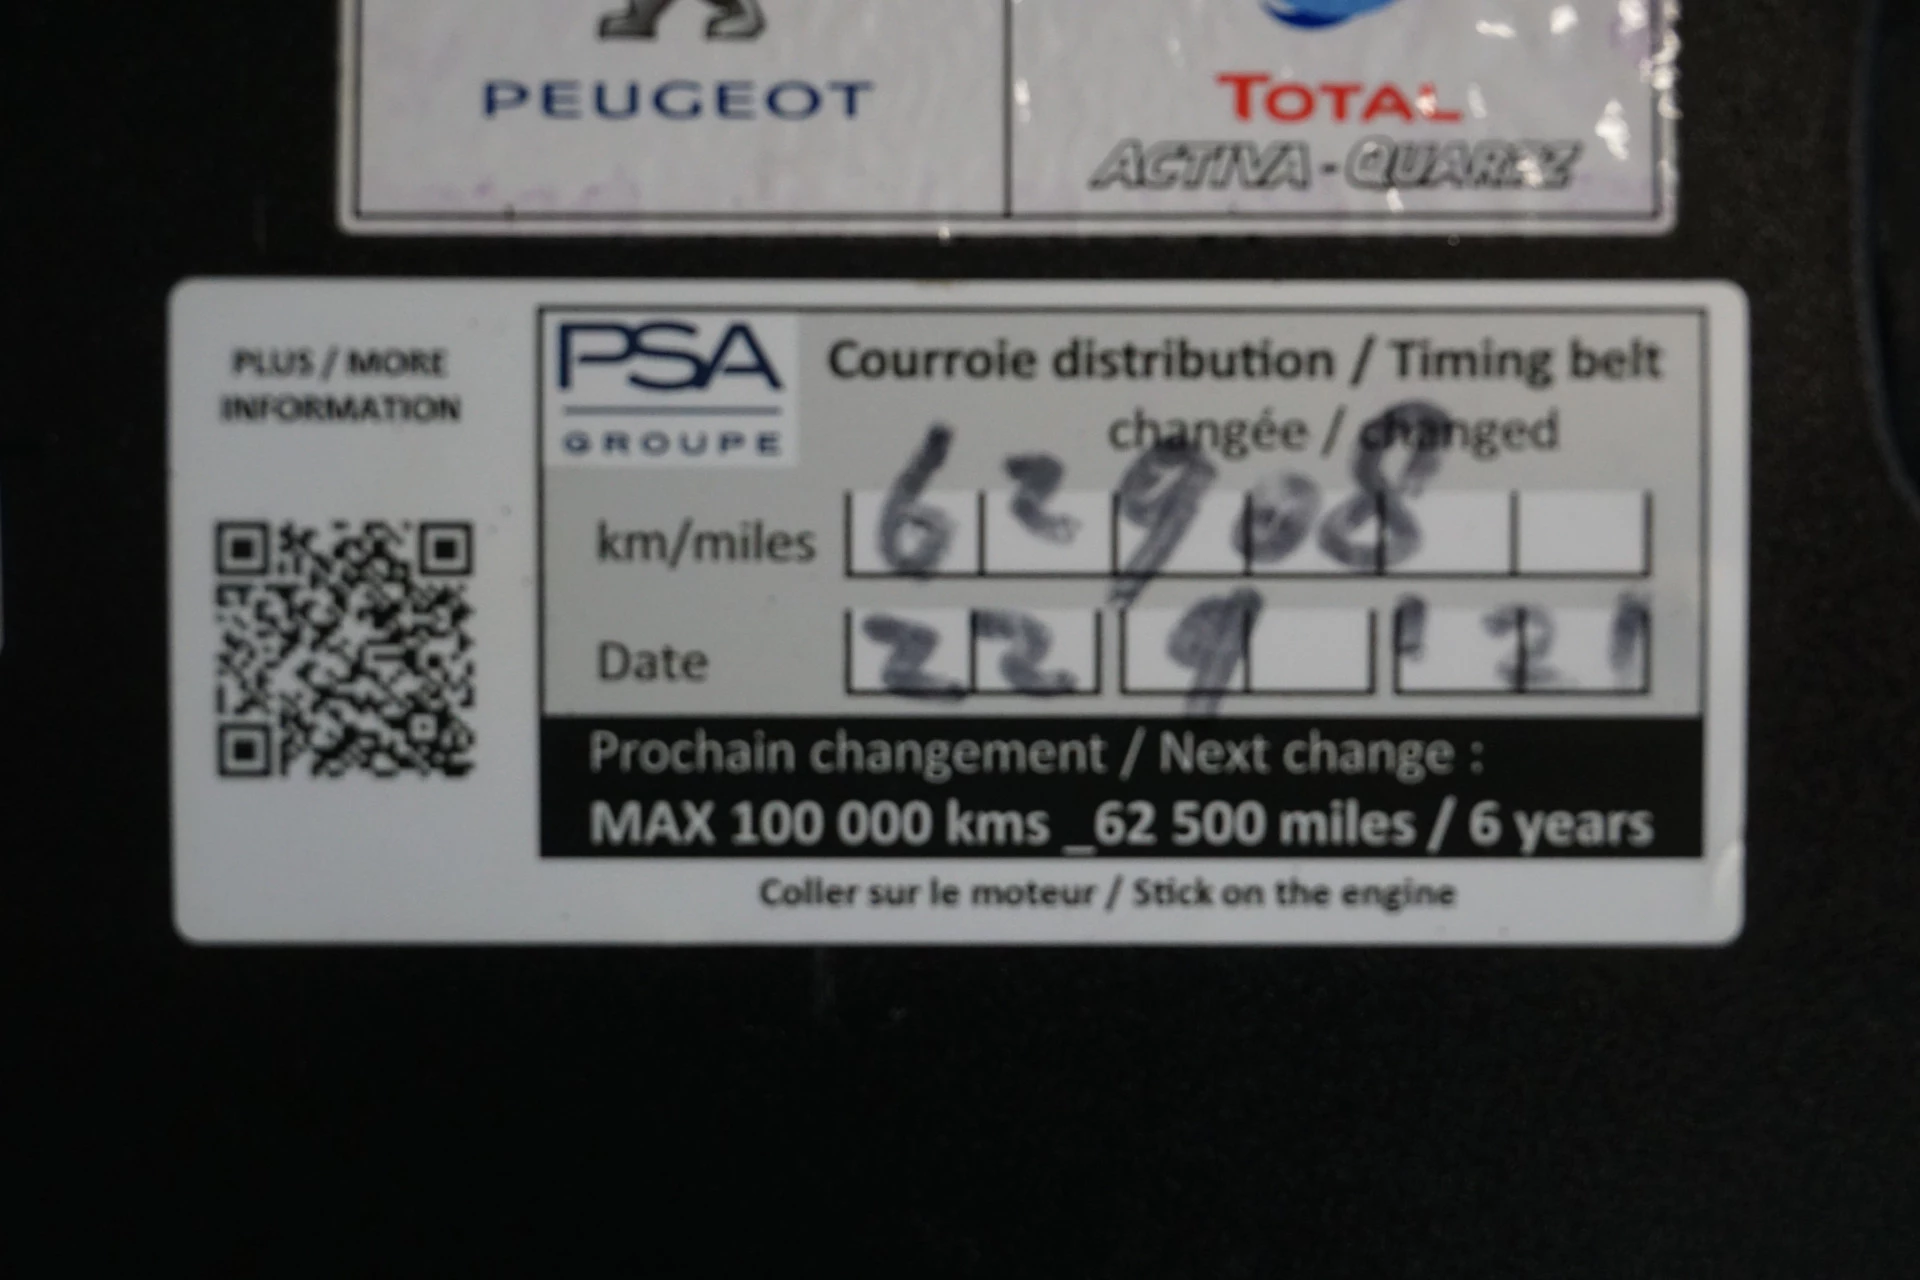 PEUGEOT
TOTAL
ACTIVA - QUARTZ
PLUS / MORE
INFORMATION
PSA
GROUPE
Courroie distribution / Timing belt
changée / changed
km/miles 62908
Date 22 9 '21
Prochain changement / Next change :
MAX 100 000 kms _62 500 miles / 6 years
Coller sur le moteur / Stick on the engine